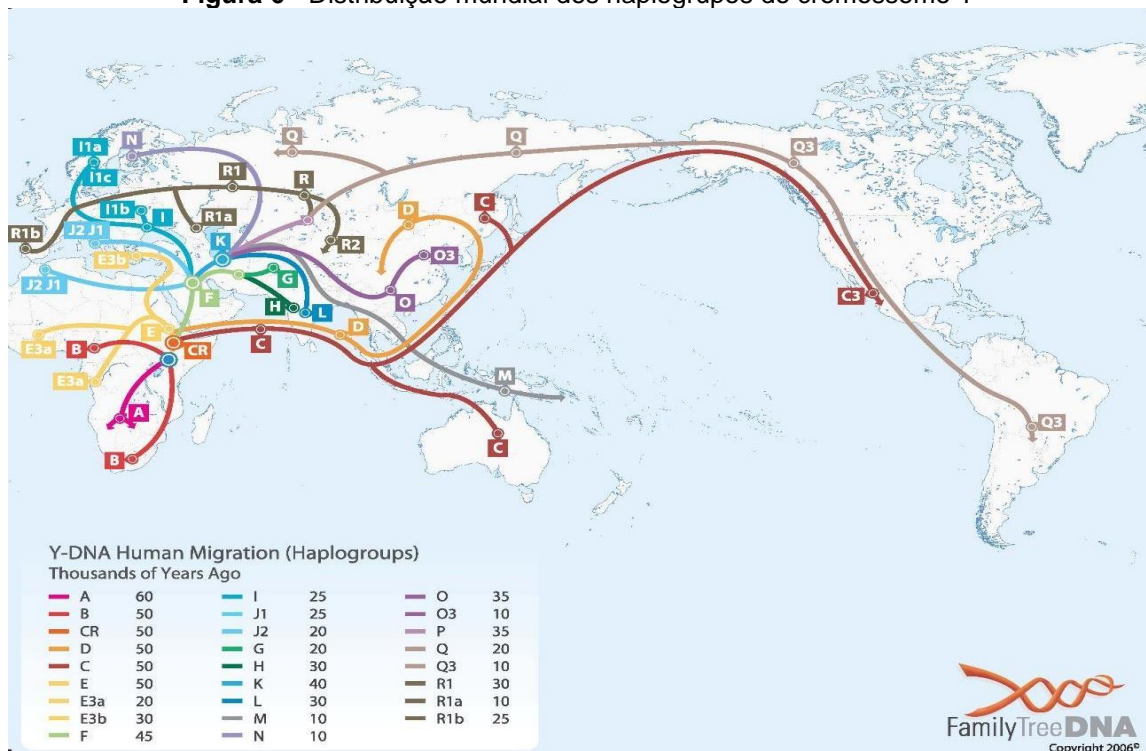 Figura - Distribuição mundial dos haplogrupos do cromossomo
N
I1a
I1c
Q
Q
Q3
R1
R
I1b
I
R1a
C
D
R1b
J2 J1
K
R2
E3b
O3
J2 J1
F
G
O
H
L
C3
E
CR
C
D
E3a
B
E3a
M
A
Q3
C
B
Y-DNA Human Migration (Haplogroups)
Thousands of Years Ago
A 60
B 50
CR 50
D 50
C 50
E 50
E3a 20
E3b 30
F 45
I 25
J1 25
J2 20
G 20
H 30
K 40
L 30
M 10
N 10
O 35
O3 10
P 35
Q 20
Q3 10
R1 30
R1a 10
R1b 25
FamilyTreeDNA
Copyright 2006©